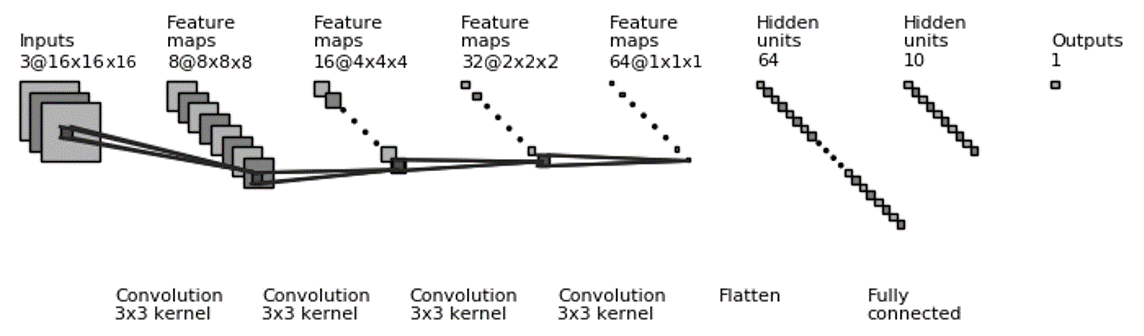 Inputs
3@16x16x16
Feature
maps
8@8x8x8
Feature
maps
16@4x4x4
Feature
maps
32@2x2x2
Feature
maps
64@1x1x1
Hidden
units
64
Hidden
units
10
Outputs
1
Convolution
3x3 kernel
Convolution
3x3 kernel
Convolution
3x3 kernel
Convolution
3x3 kernel
Flatten
Fully
connected